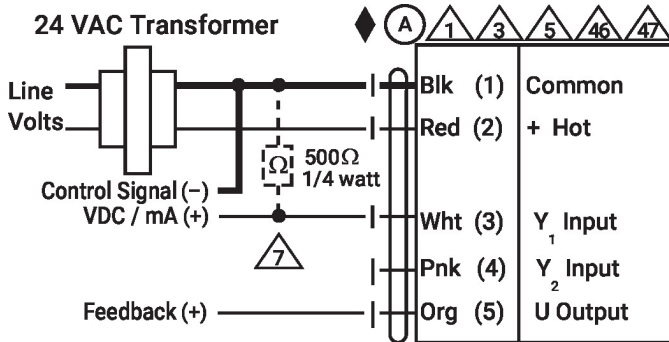 24 VAC Transformer
A 1 3 5 46 47
Line
Volts
Blk (1) Common
Red (2) + Hot
Ω 500Ω
1/4 watt
Control Signal (−)
VDC / mA (+)
Wht (3) Y1 Input
7
Pnk (4) Y2 Input
Feedback (+)
Org (5) U Output